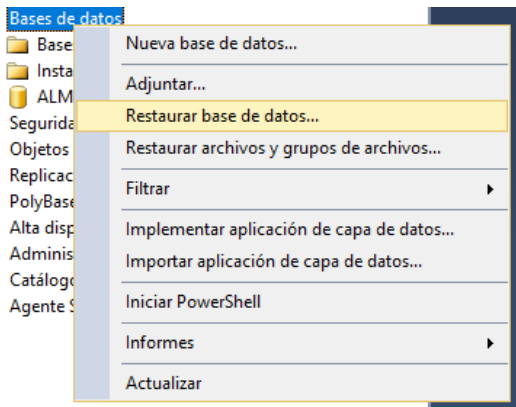 Bases de datos
Base
Insta
ALM
Segurida
Objetos
Replicac
PolyBase
Alta disp
Adminis
Catálogo
Agente S
Nueva base de datos...
Adjuntar...
Restaurar base de datos...
Restaurar archivos y grupos de archivos...
Filtrar
Implementar aplicación de capa de datos...
Importar aplicación de capa de datos...
Iniciar PowerShell
Informes
Actualizar